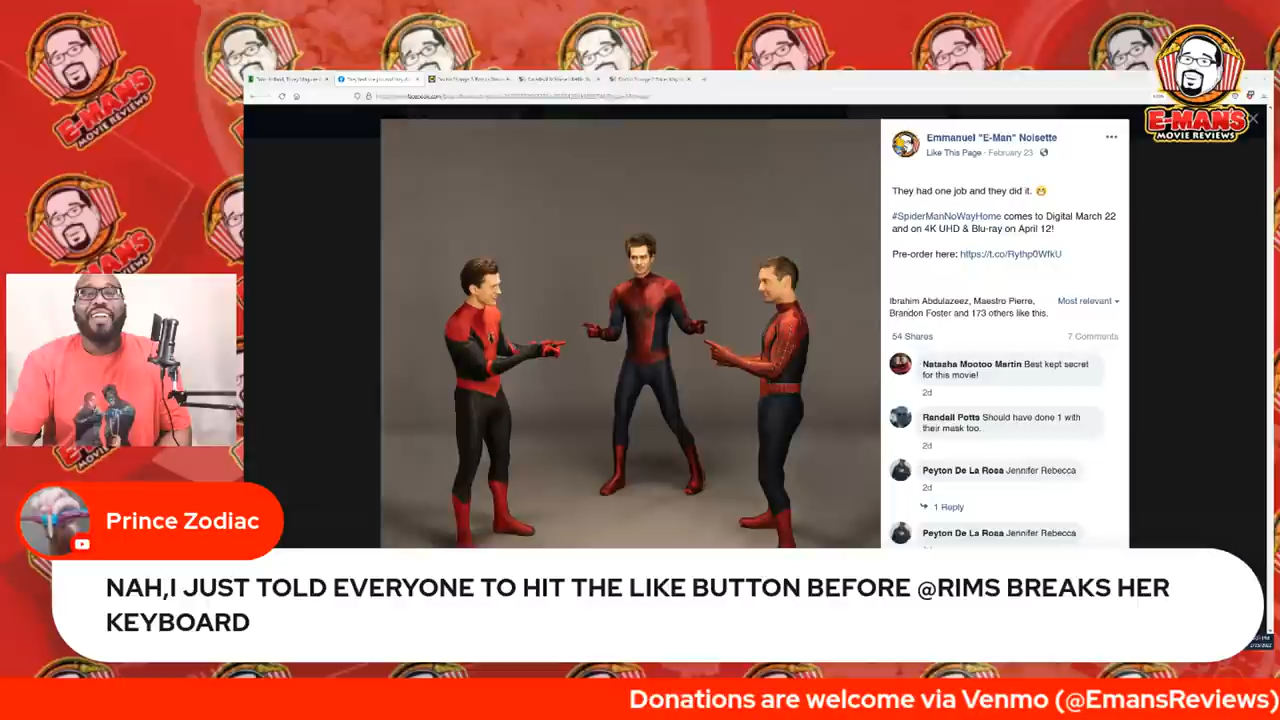 E-MANS
MOVIE REVIEWS
Emmanuel "E-Man" Noisette
Like This Page · February 23
They had one job and they did it. 😁
#SpiderManNoWayHome comes to Digital March 22
and on 4K UHD & Blu-ray on April 12!
Pre-order here: https://t.co/Rythp0WfkU
Ibrahim Abdulazeez, Maestro Pierre,
Brandon Foster and 173 others like this.
Most relevant
54 Shares
7 Comments
Natasha Mootoo Martin Best kept secret
for this movie!
2d
Randall Potts Should have done 1 with
their mask too.
2d
Peyton De La Rosa Jennifer Rebecca
2d
1 Reply
Peyton De La Rosa Jennifer Rebecca
Prince Zodiac
NAH,I JUST TOLD EVERYONE TO HIT THE LIKE BUTTON BEFORE @RIMS BREAKS HER
KEYBOARD
Donations are welcome via Venmo (@EmansReviews)